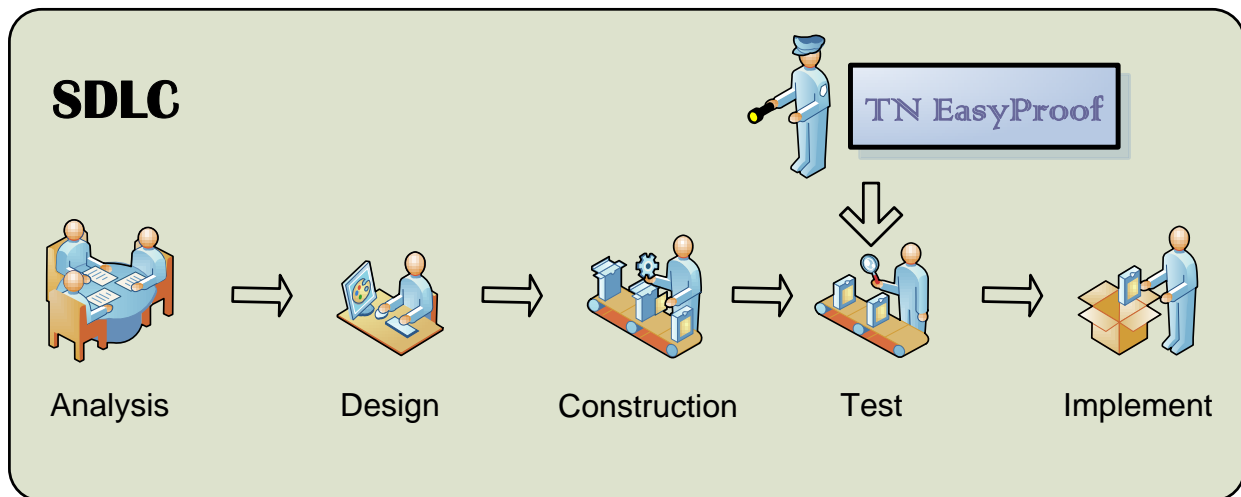 SDLC
TN EasyProof
Analysis
Design
Construction
Test
Implement